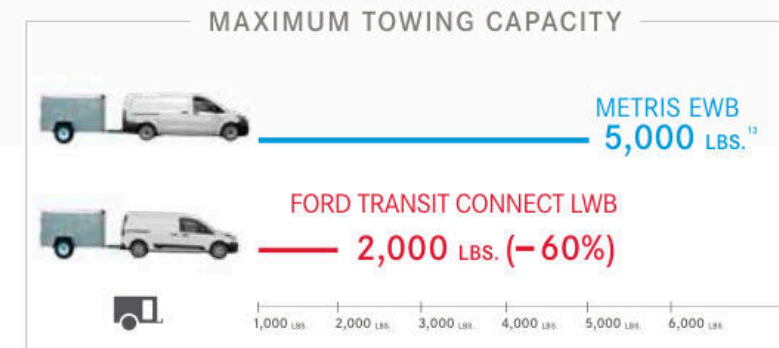 MAXIMUM TOWING CAPACITY
METRIS EWB
5,000 LBS.13
FORD TRANSIT CONNECT LWB
2,000 LBS. (−60%)
1,000 LBS. 2,000 LBS. 3,000 LBS. 4,000 LBS. 5,000 LBS. 6,000 LBS.